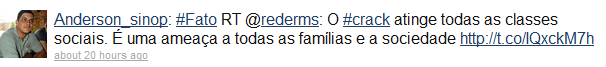 Anderson_sinop: #Fato RT @rederms: O #crack atinge todas as classes
sociais. É uma ameaça a todas as famílias e a sociedade http://t.co/lQxckM7h
about 20 hours ago